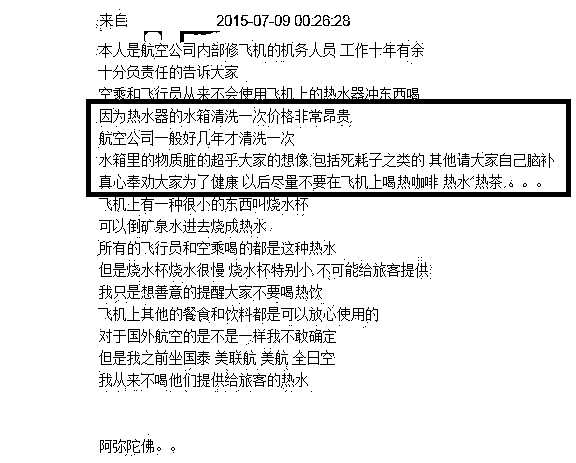 来自 2015-07-09 00:26:28
本人是航空公司内部修飞机的机务人员 工作十年有余
十分负责任的告诉大家
空乘和飞行员从来不会使用飞机上的热水器冲东西喝
因为热水器的水箱清洗一次价格非常昂贵
航空公司一般好几年才清洗一次
水箱里的物质脏的超乎大家的想像 包括死耗子之类的 其他请大家自己脑补
真心奉劝大家为了健康 以后尽量不要在飞机上喝热咖啡 热水 热茗。。。。
飞机上有一种很小的东西叫烧水杯
可以倒矿泉水进去烧成热水.
所有的飞行员和空乘喝的都是这种热水
但是烧水杯烧水很慢 烧水杯特别小 不可能给旅客提供
我只是想善意的提醒大家不要喝热饮
飞机上其他的餐食和饮料都是可以放心使用的
对于国外航空的是不是一样我不敢确定
但是我之前坐国泰 美联航 美航 全日空
我从来不喝他们提供给旅客的热水
阿弥陀佛。。